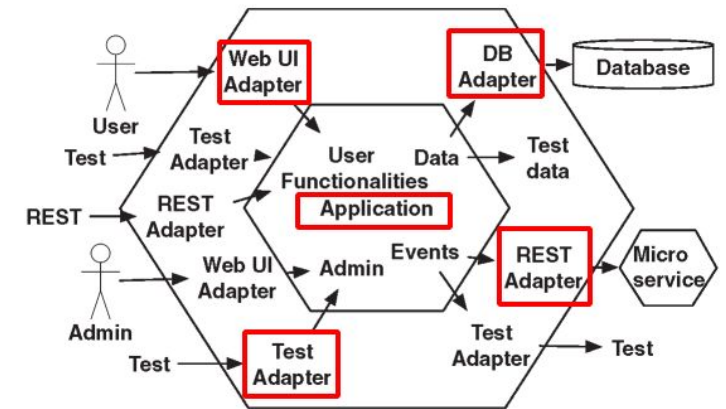 Web UI
Adapter
DB
Adapter
Database
User
Test
Test
Adapter
User
Functionalities
Application
Data
Test
data
REST
REST
Adapter
Events
REST
Adapter
Micro
service
Web UI
Adapter
Admin
Admin
Test
Test
Adapter
Test
Adapter
Test